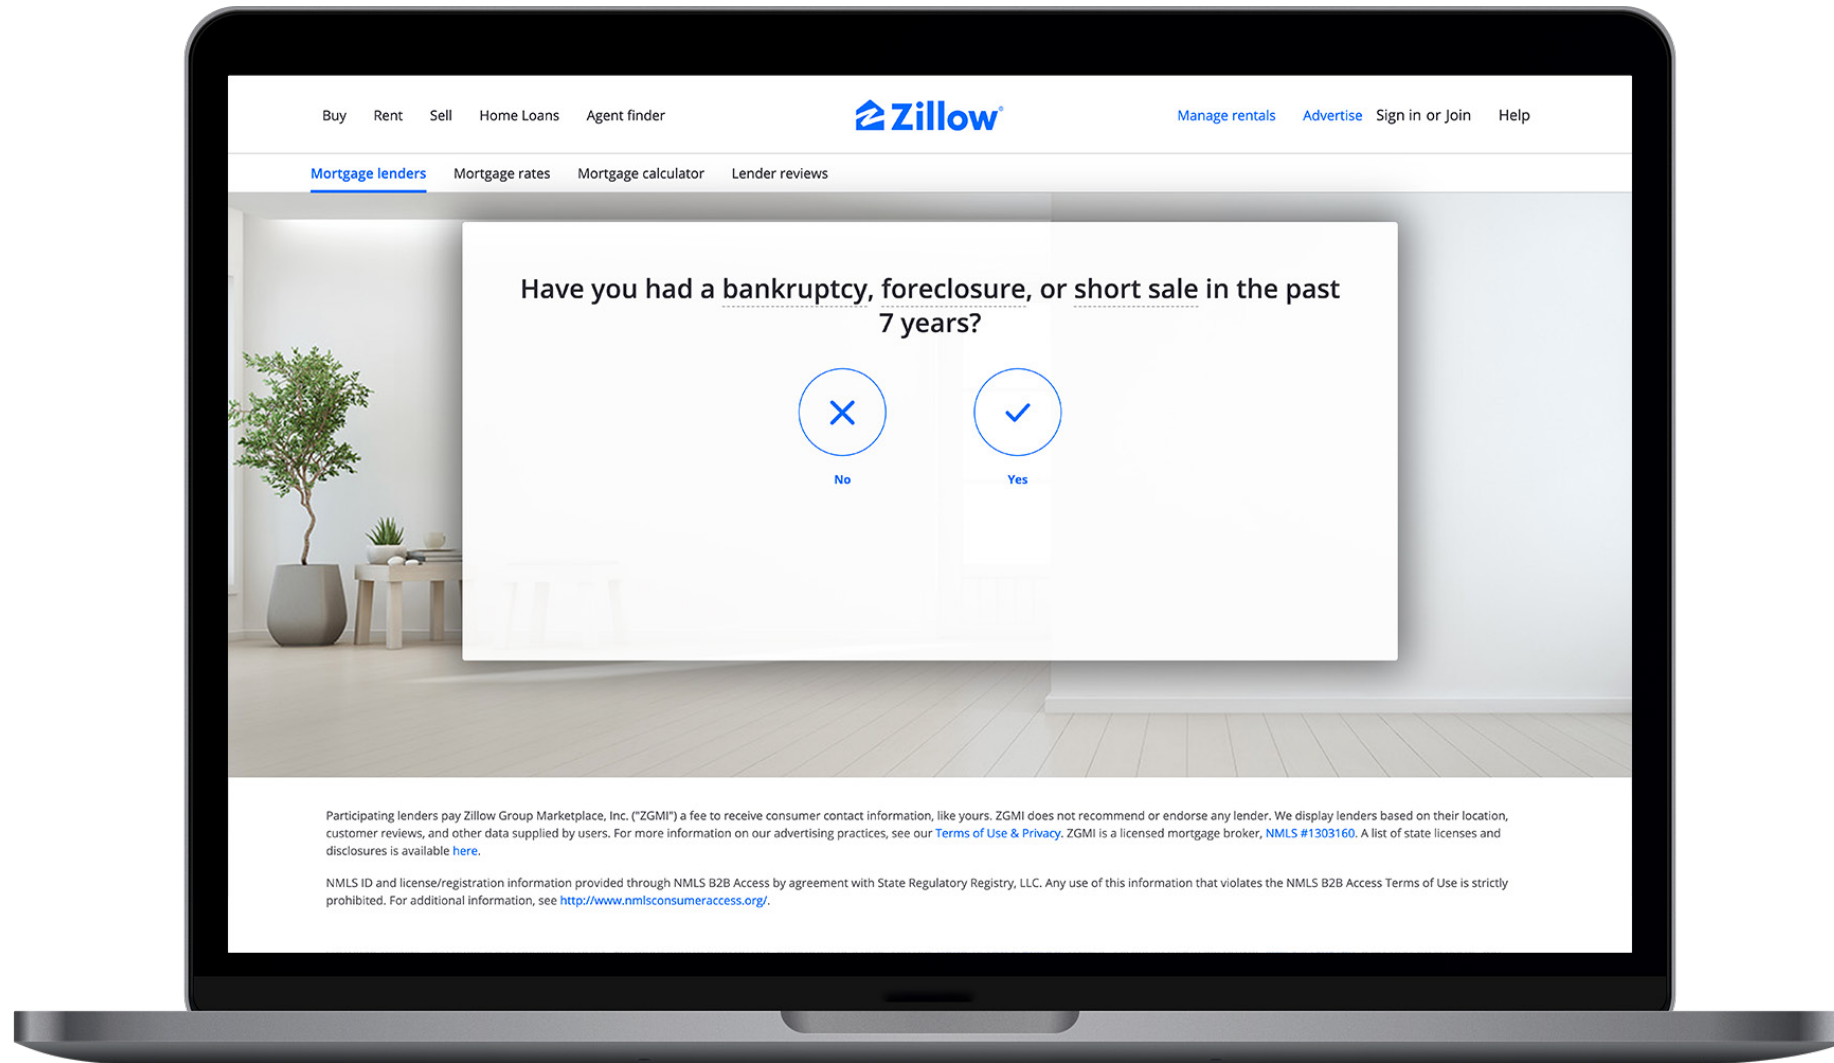 Buy Rent Sell Home Loans Agent finder Zillow® Manage rentals Advertise Sign in or Join Help
Mortgage lenders Mortgage rates Mortgage calculator Lender reviews
Have you had a bankruptcy, foreclosure, or short sale in the past
7 years?
No Yes
Participating lenders pay Zillow Group Marketplace, Inc. ("ZGMI") a fee to receive consumer contact information, like yours. ZGMI does not recommend or endorse any lender. We display lenders based on their location,
customer reviews, and other data supplied by users. For more information on our advertising practices, see our Terms of Use & Privacy. ZGMI is a licensed mortgage broker, NMLS #1303160. A list of state licenses and
disclosures is available here.
NMLS ID and license/registration information provided through NMLS B2B Access by agreement with State Regulatory Registry, LLC. Any use of this information that violates the NMLS B2B Access Terms of Use is strictly
prohibited. For additional information, see http://www.nmlsconsumeraccess.org/.